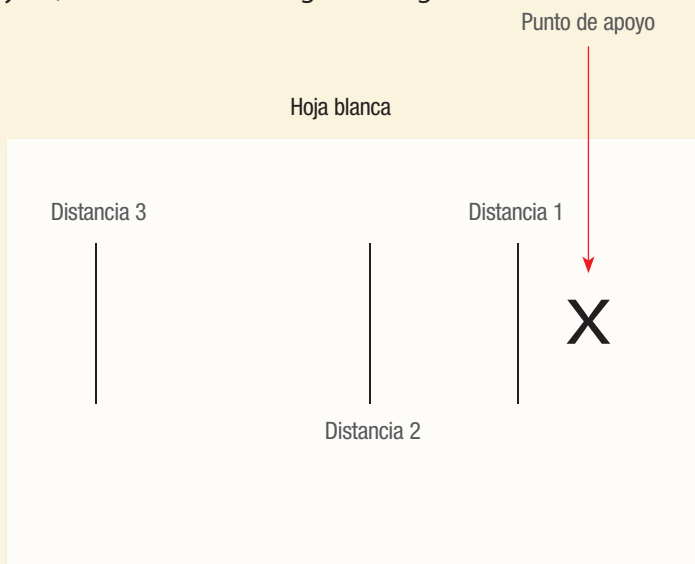 Punto de apoyo
Hoja blanca
Distancia 3
Distancia 1
X
Distancia 2